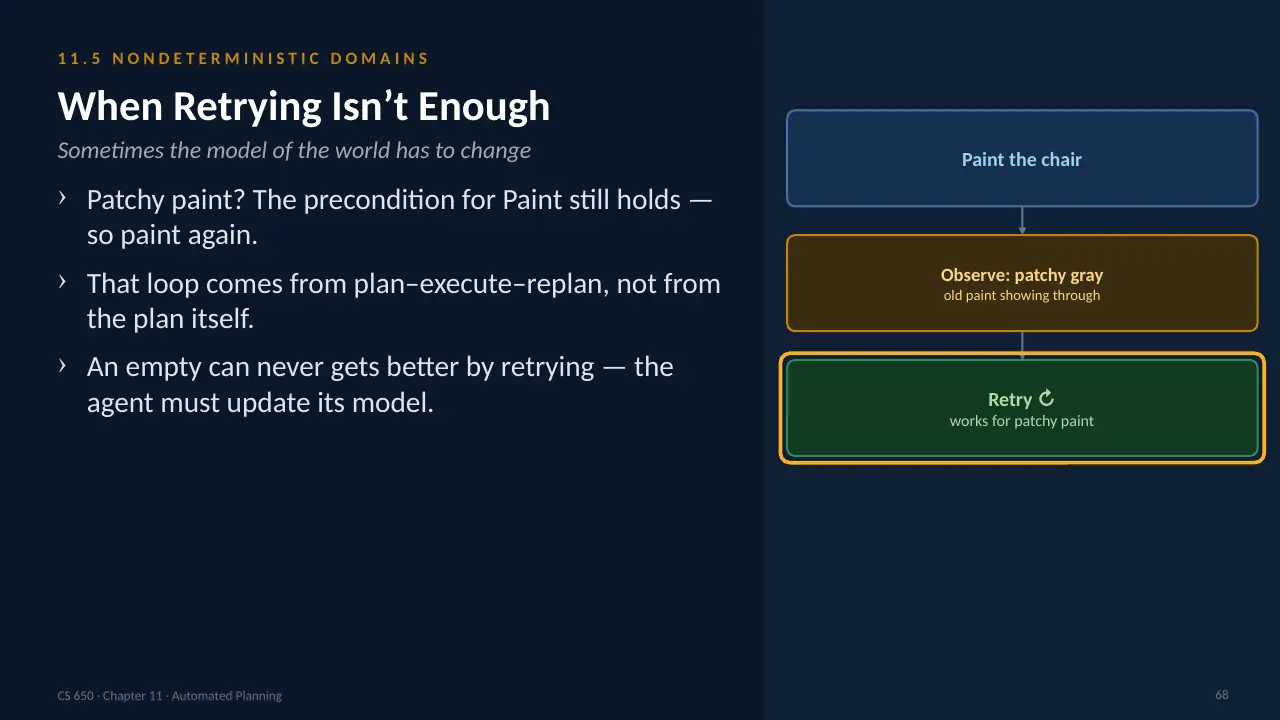 11.5 NONDETERMINISTIC DOMAINS
When Retrying Isn’t Enough
Sometimes the model of the world has to change
› Patchy paint? The precondition for Paint still holds —
so paint again.
› That loop comes from plan–execute–replan, not from
the plan itself.
› An empty can never gets better by retrying — the
agent must update its model.
Paint the chair
Observe: patchy gray
old paint showing through
Retry ↻
works for patchy paint
CS 650 · Chapter 11 · Automated Planning
68